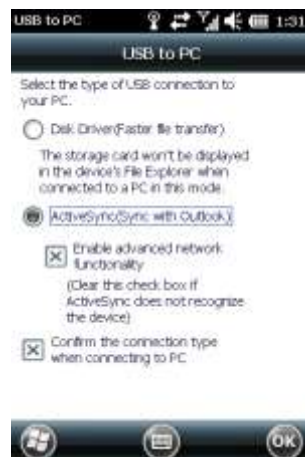 USB to PC 1:31
USB to PC
Select the type of USB connection to
your PC.
Disk Driver(Faster file transfer)
The storage card won't be displayed
in the device's File Explorer when
connected to a PC in this mode.
ActiveSync(Sync with Outlook)
Enable advanced network
functionality
(Clear this check box if
ActiveSync does not recognize
the device)
Confirm the connection type
when connecting to PC
OK